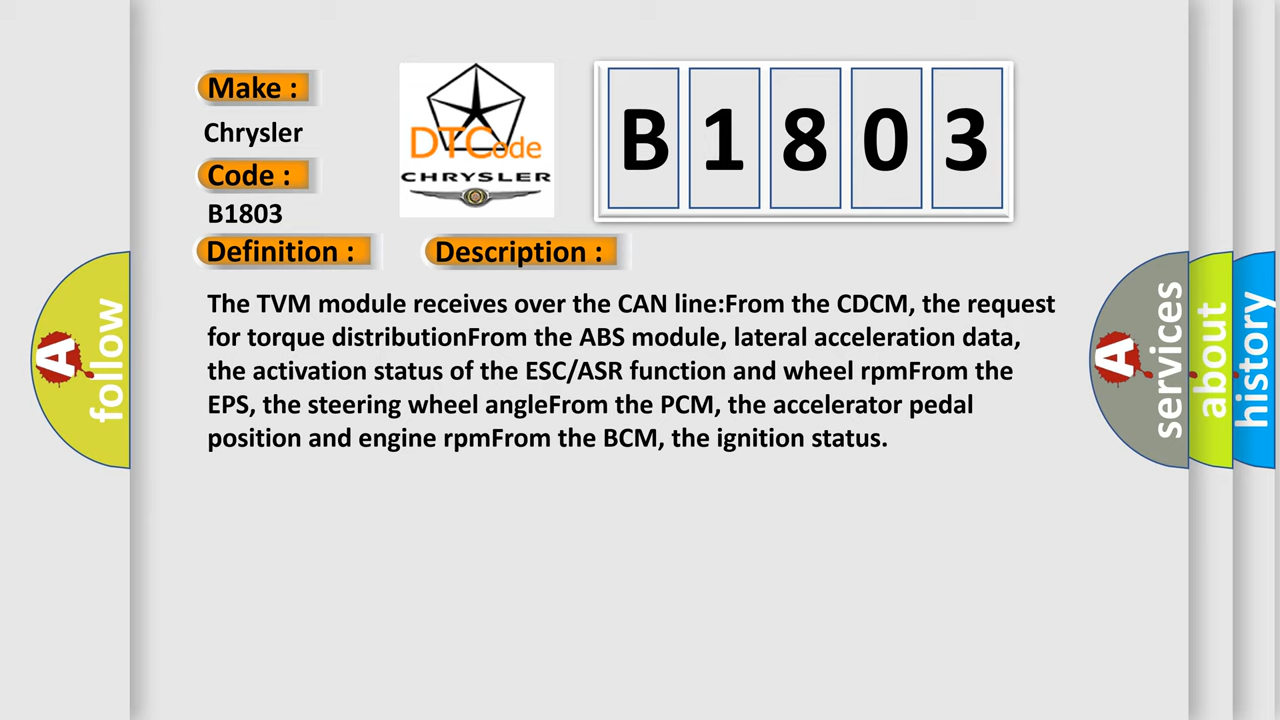 Make :
Chrysler
Code :
B1803
Definition :
Description :
DTCode
CHRYSLER
B 1 8 0 3
The TVM module receives over the CAN line:From the CDCM, the request
for torque distributionFrom the ABS module, lateral acceleration data,
the activation status of the ESC/ASR function and wheel rpmFrom the
EPS, the steering wheel angleFrom the PCM, the accelerator pedal
position and engine rpmFrom the BCM, the ignition status.
A follow
A services
about
history